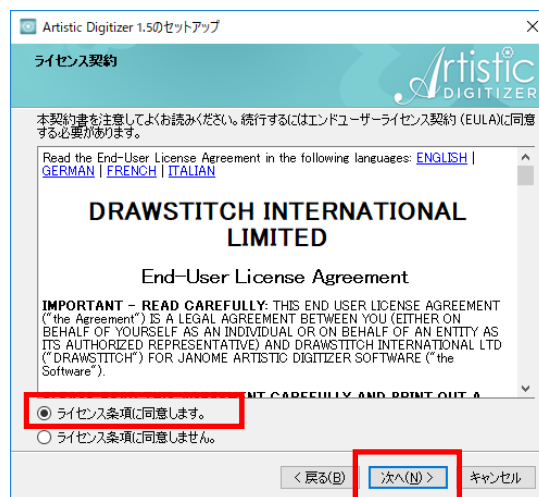 Artistic Digitizer 1.5のセットアップ
ライセンス契約
Artistic
DIGITIZER
本契約書を注意してよくお読みください。続行するにはエンドユーザーライセンス契約 (EULA)に同意
する必要があります。
Read the End-User License Agreement in the following languages: ENGLISH |
GERMAN | FRENCH | ITALIAN
DRAWSTITCH INTERNATIONAL
LIMITED
End-User License Agreement
IMPORTANT - READ CAREFULLY: THIS END USER LICENSE AGREEMENT
("the Agreement") IS A LEGAL AGREEMENT BETWEEN YOU (EITHER ON
BEHALF OF YOURSELF AS AN INDIVIDUAL OR ON BEHALF OF AN ENTITY AS
ITS AUTHORIZED REPRESENTATIVE) AND DRAWSTITCH INTERNATIONAL LTD
("DRAWSTITCH") FOR JANOME ARTISTIC DIGITIZER SOFTWARE ("the
Software").
CAREFULLY AND PRINT OUT A
ライセンス条項に同意します。
ライセンス条項に同意しません。
< 戻る(B)
次へ(N) >
キャンセル